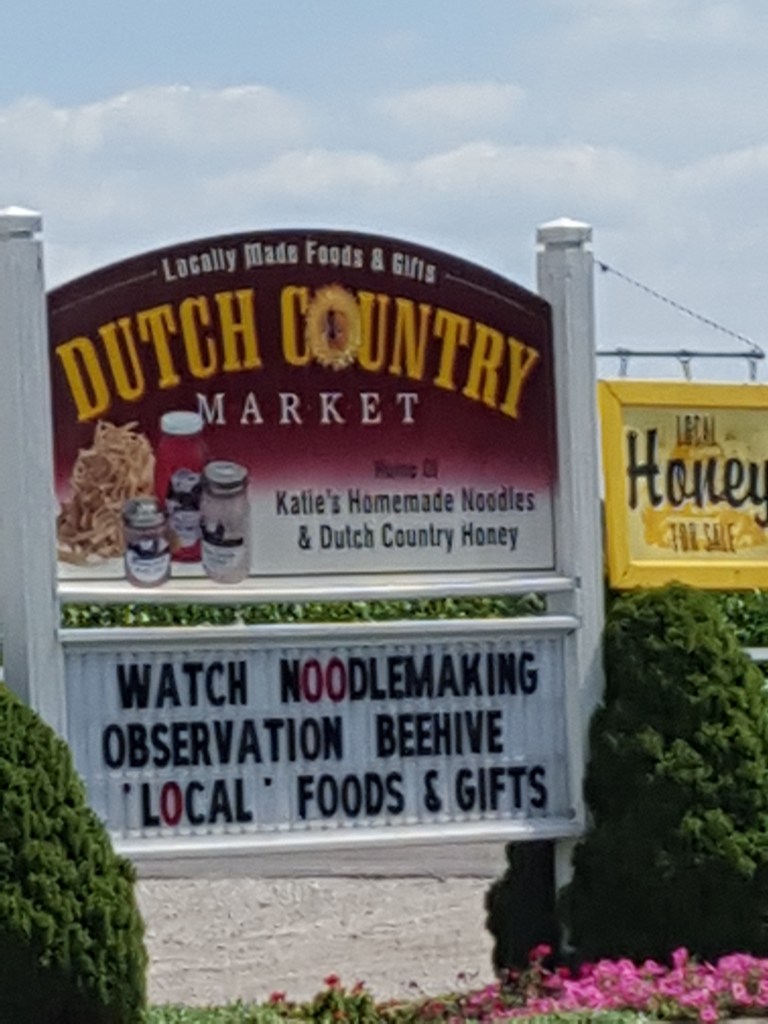 Locally Made Foods & Gifts
DUTCH COUNTRY
MARKET
Home Of
Katie's Homemade Noodles
& Dutch Country Honey
LOCAL
Honey
FOR SALE
WATCH NOODLEMAKING
OBSERVATION BEEHIVE
'LOCAL' FOODS & GIFTS